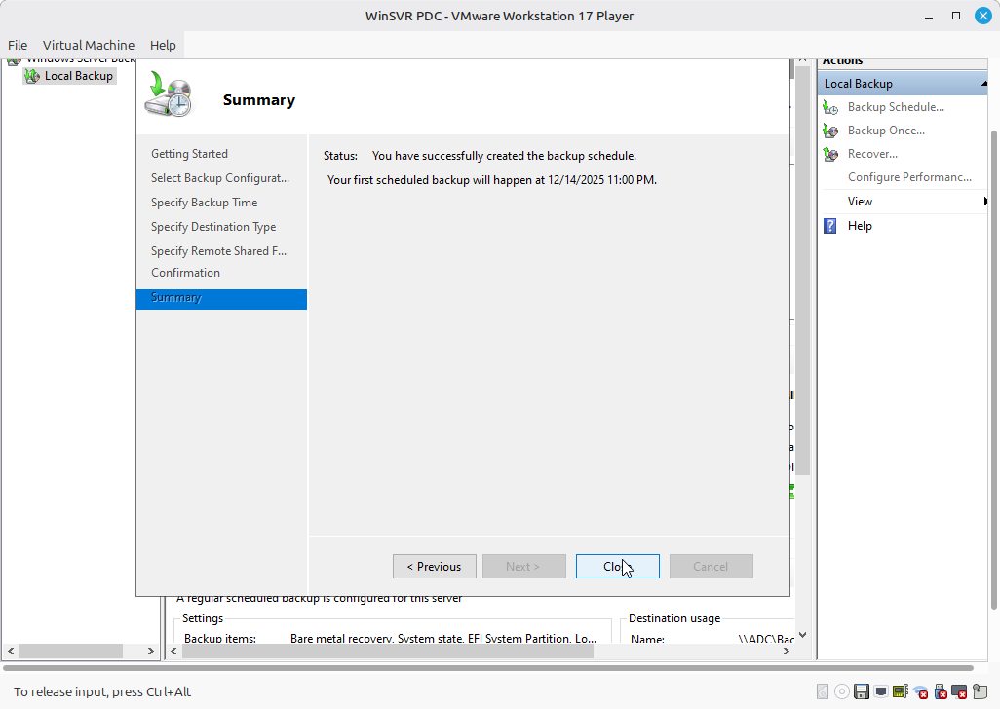 WinSVR PDC - VMware Workstation 17 Player
File Virtual Machine Help
Windows Server Back
Local Backup
Summary
Getting Started
Select Backup Configurat...
Specify Backup Time
Specify Destination Type
Specify Remote Shared F...
Confirmation
Summary
Status: You have successfully created the backup schedule.
Your first scheduled backup will happen at 12/14/2025 11:00 PM.
< Previous Next > Cancel
Actions
Local Backup
Backup Schedule...
Backup Once...
Recover...
Configure Performanc...
View
Help
A regular scheduled backup is configured for this server
Settings
Backup items: Bare metal recovery, System state, EFI System Partition, Lo...
Destination usage
Name: \\ADC\Bac
To release input, press Ctrl+Alt